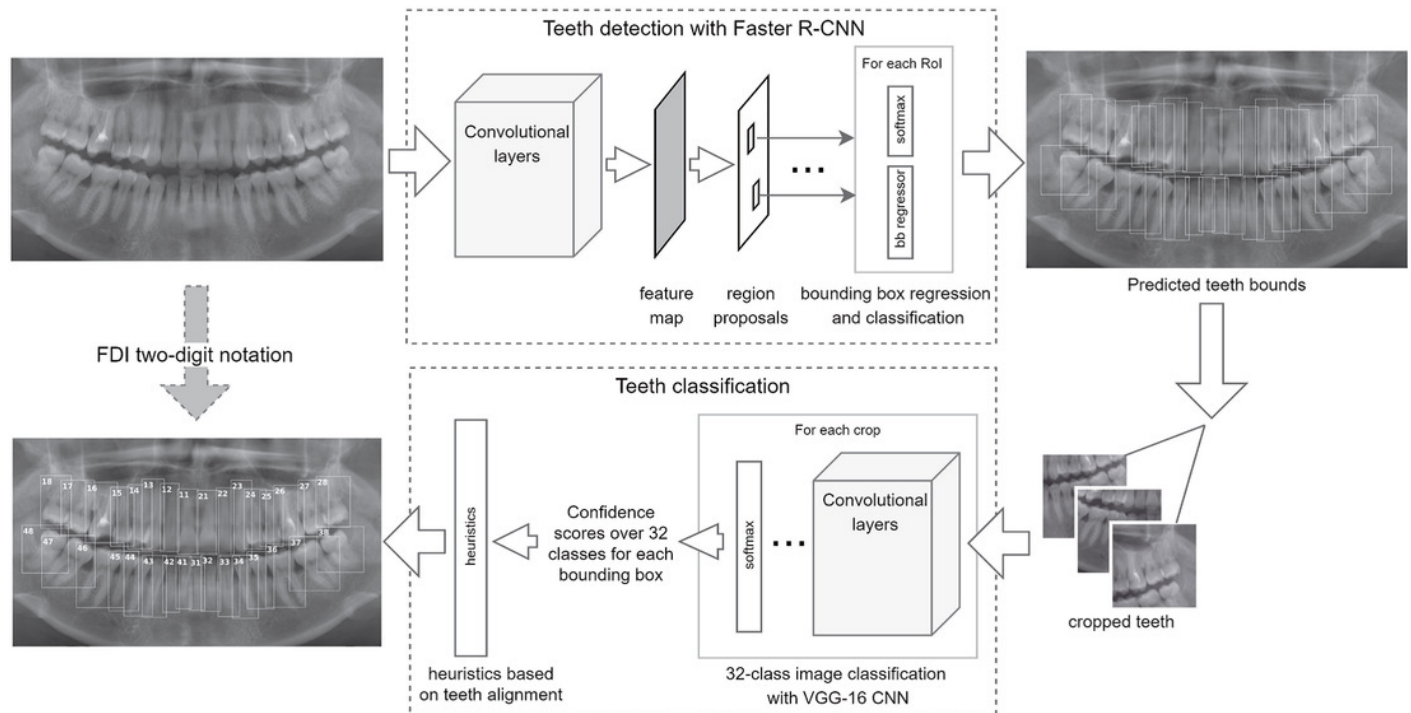 Teeth detection with Faster R-CNN
For each RoI
Convolutional
layers
softmax
bb regressor
...
feature
map
region
proposals
bounding box regression
and classification
Predicted teeth bounds
FDI two-digit notation
Teeth classification
For each crop
Convolutional
layers
softmax
...
Confidence
scores over 32
classes for each
bounding box
heuristics
heuristics based
on teeth alignment
32-class image classification
with VGG-16 CNN
cropped teeth
18 17 16 15 14 13 12 11 21 22 23 24 25 26 27 28
48 47 46 45 44 43 42 41 31 32 33 34 35 36 37 38